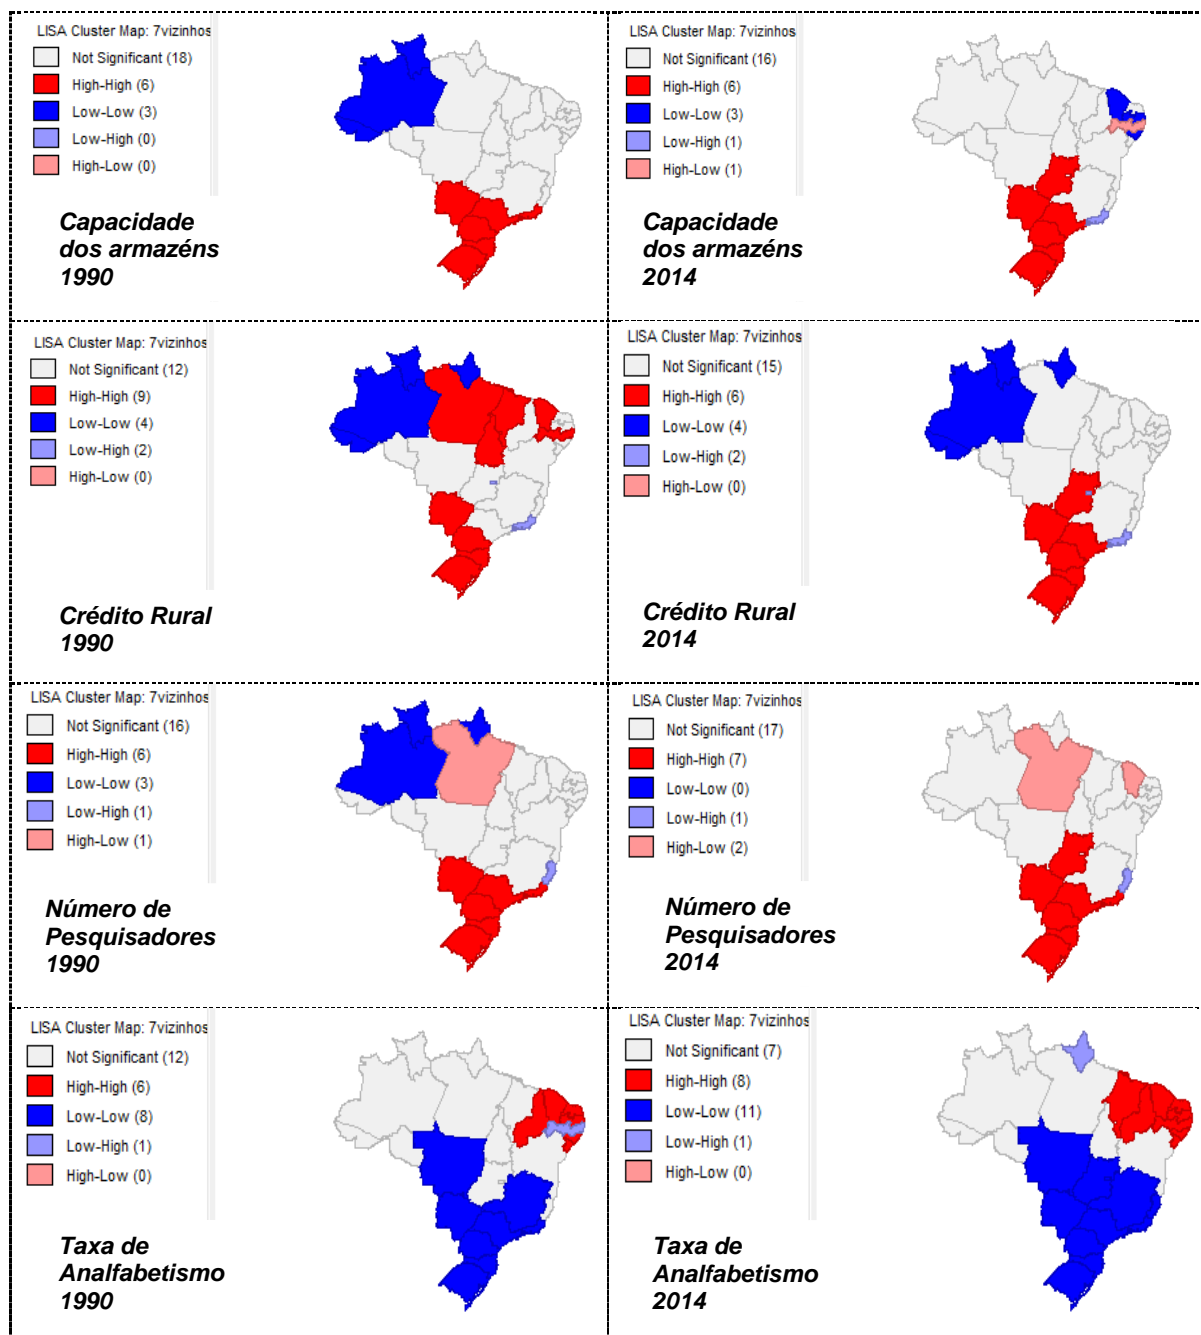 LISA Cluster Map: 7vizinhos
Not Significant (18)
High-High (6)
Low-Low (3)
Low-High (0)
High-Low (0)
Capacidade
dos armazéns
1990
LISA Cluster Map: 7vizinhos
Not Significant (16)
High-High (6)
Low-Low (3)
Low-High (1)
High-Low (1)
Capacidade
dos armazéns
2014
LISA Cluster Map: 7vizinhos
Not Significant (12)
High-High (9)
Low-Low (4)
Low-High (2)
High-Low (0)
Crédito Rural
1990
LISA Cluster Map: 7vizinhos
Not Significant (15)
High-High (6)
Low-Low (4)
Low-High (2)
High-Low (0)
Crédito Rural
2014
LISA Cluster Map: 7vizinhos
Not Significant (16)
High-High (6)
Low-Low (3)
Low-High (1)
High-Low (1)
Número de
Pesquisadores
1990
LISA Cluster Map: 7vizinhos
Not Significant (17)
High-High (7)
Low-Low (0)
Low-High (1)
High-Low (2)
Número de
Pesquisadores
2014
LISA Cluster Map: 7vizinhos
Not Significant (12)
High-High (6)
Low-Low (8)
Low-High (1)
High-Low (0)
Taxa de
Analfabetismo
1990
LISA Cluster Map: 7vizinhos
Not Significant (7)
High-High (8)
Low-Low (11)
Low-High (1)
High-Low (0)
Taxa de
Analfabetismo
2014